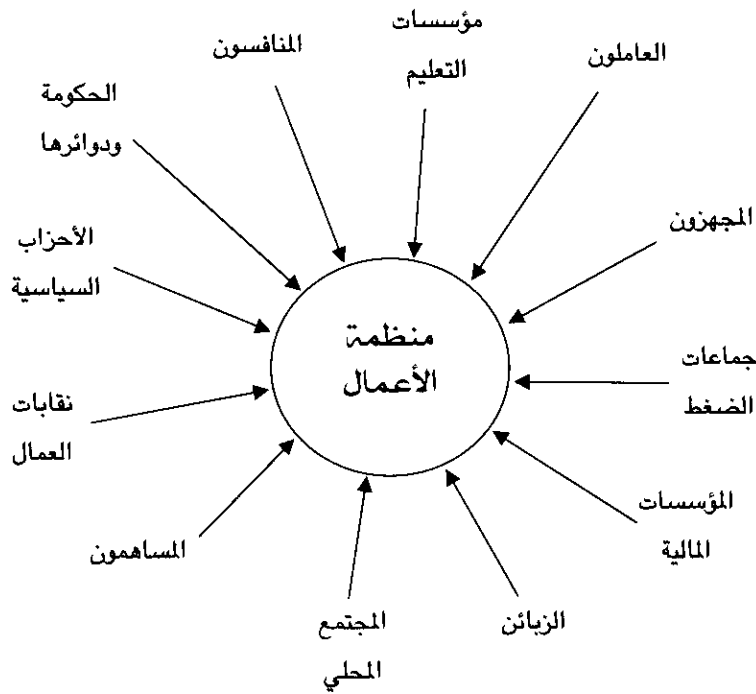 مؤسسات
التعليم
العاملون
المنافسون
الحكومة
ودوائرها
المجهزون
الأحزاب
السياسية
منظمة
الأعمال
جماعات
الضغط
نقابات
العمال
المؤسسات
المالية
المساهمون
الزبائن
المجتمع
المحلي